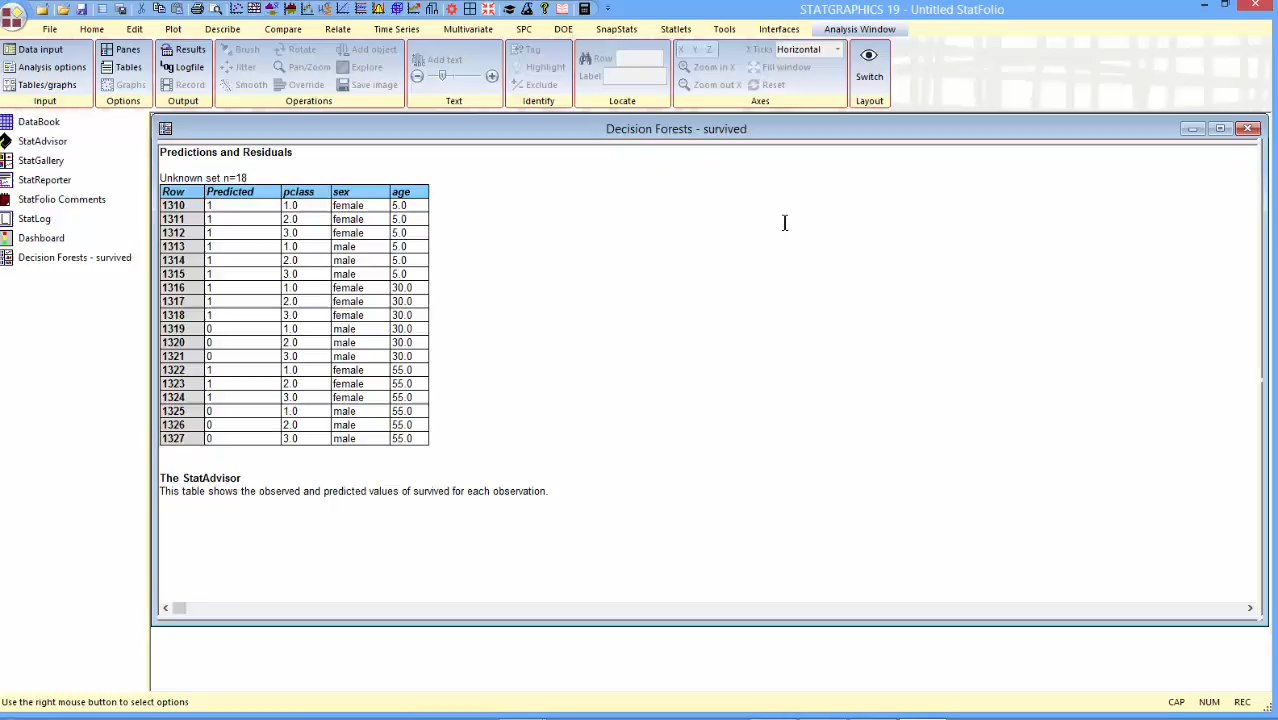 STATGRAPHICS 19 - Untitled StatFolio
File Home Edit Plot Describe Compare Relate Time Series Multivariate SPC DOE SnapStats Statlets Tools Interfaces Analysis Window
Data input Panes Results Brush Rotate Add object Add text Tag Row X Y Z X Ticks Horizontal
Analysis options Tables Logfile Jitter Pan/Zoom Explore Highlight Label Zoom in X Fill window Switch
Tables/graphs Graphs Record Smooth Override Save image Exclude Zoom out X Reset
Input Options Output Operations Text Identify Locate Axes Layout
DataBook
StatAdvisor
StatGallery
StatReporter
StatFolio Comments
StatLog
Dashboard
Decision Forests - survived
Decision Forests - survived
Predictions and Residuals
Unknown set n=18
Row Predicted pclass sex age
1310 1 1.0 female 5.0
1311 1 2.0 female 5.0
1312 1 3.0 female 5.0
1313 1 1.0 male 5.0
1314 1 2.0 male 5.0
1315 1 3.0 male 5.0
1316 1 1.0 female 30.0
1317 1 2.0 female 30.0
1318 1 3.0 female 30.0
1319 0 1.0 male 30.0
1320 0 2.0 male 30.0
1321 0 3.0 male 30.0
1322 1 1.0 female 55.0
1323 1 2.0 female 55.0
1324 1 3.0 female 55.0
1325 0 1.0 male 55.0
1326 0 2.0 male 55.0
1327 0 3.0 male 55.0
The StatAdvisor
This table shows the observed and predicted values of survived for each observation.
Use the right mouse button to select options
CAP NUM REC